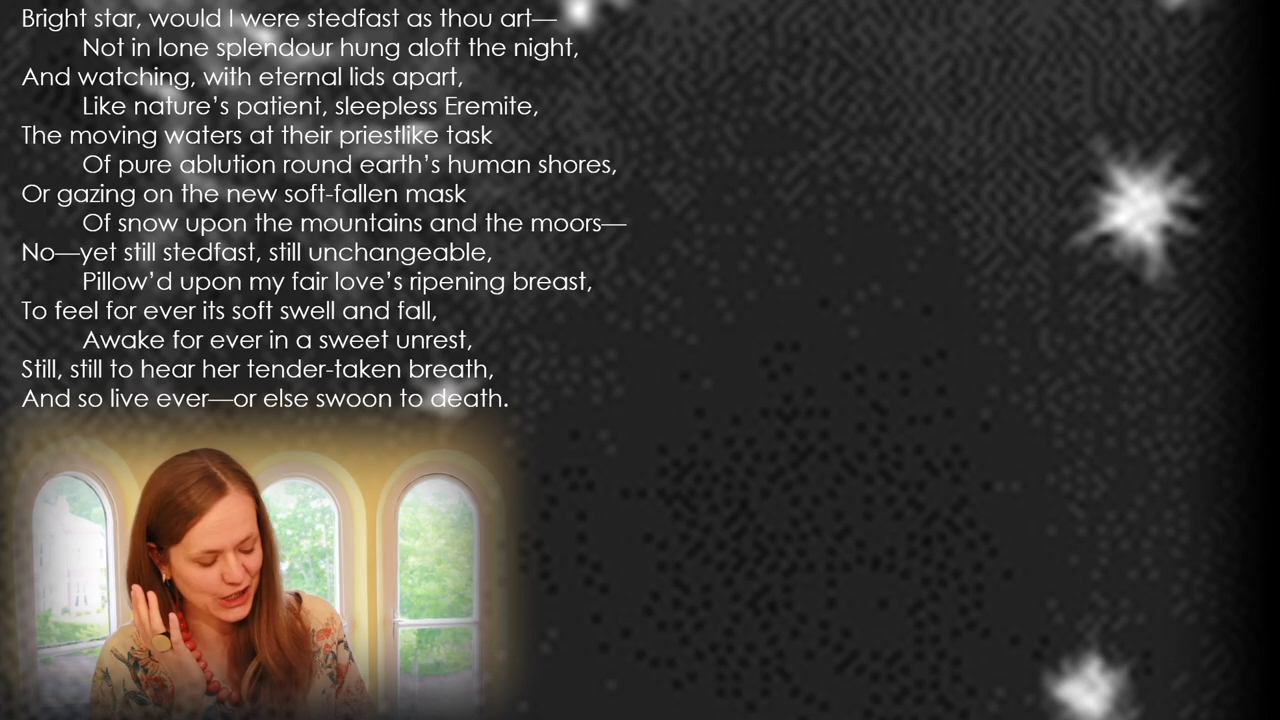 Bright star, would I were stedfast as thou art—
Not in lone splendour hung aloft the night,
And watching, with eternal lids apart,
Like nature’s patient, sleepless Eremite,
The moving waters at their priestlike task
Of pure ablution round earth’s human shores,
Or gazing on the new soft-fallen mask
Of snow upon the mountains and the moors—
No—yet still stedfast, still unchangeable,
Pillow’d upon my fair love’s ripening breast,
To feel for ever its soft swell and fall,
Awake for ever in a sweet unrest,
Still, still to hear her tender-taken breath,
And so live ever—or else swoon to death.